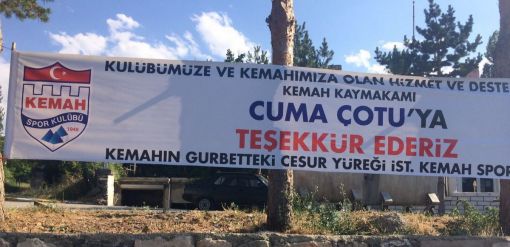 KULÜBÜMÜZE VE KEMAHIMIZA OLAN HİZMET VE DESTE
KEMAH KAYMAKAMI
CUMA ÇOTU'YA
TEŞEKKÜR EDERİZ
KEMAHIN GURBETTEKİ CESUR YÜREĞİ İST. KEMAH SPOR
KEMAH
SPOR KULÜBÜ